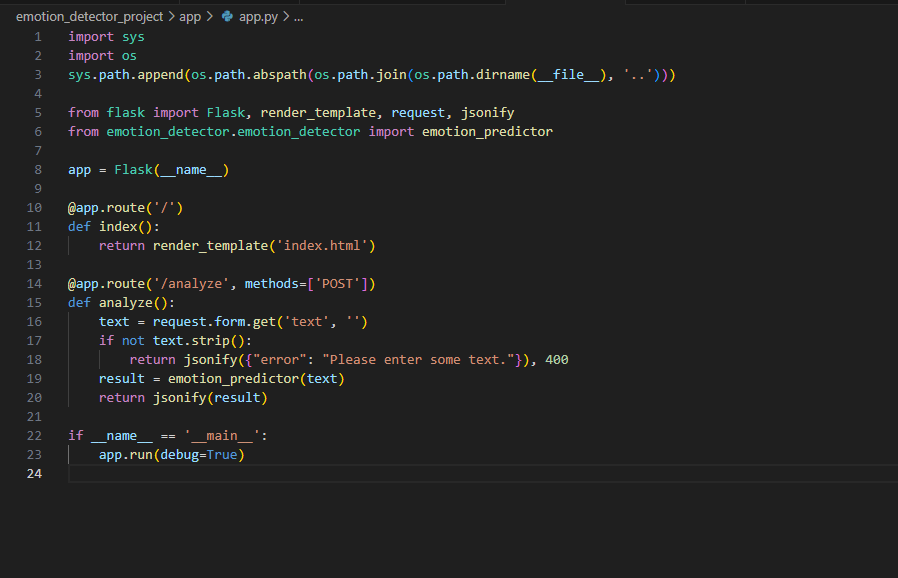 emotion_detector_project > app > app.py > ...
1 import sys
2 import os
3 sys.path.append(os.path.abspath(os.path.join(os.path.dirname(__file__), '..')))
4
5 from flask import Flask, render_template, request, jsonify
6 from emotion_detector.emotion_detector import emotion_predictor
7
8 app = Flask(__name__)
9
10 @app.route('/')
11 def index():
12     return render_template('index.html')
13
14 @app.route('/analyze', methods=['POST'])
15 def analyze():
16     text = request.form.get('text', '')
17     if not text.strip():
18         return jsonify({"error": "Please enter some text."}), 400
19     result = emotion_predictor(text)
20     return jsonify(result)
21
22 if __name__ == '__main__':
23     app.run(debug=True)
24